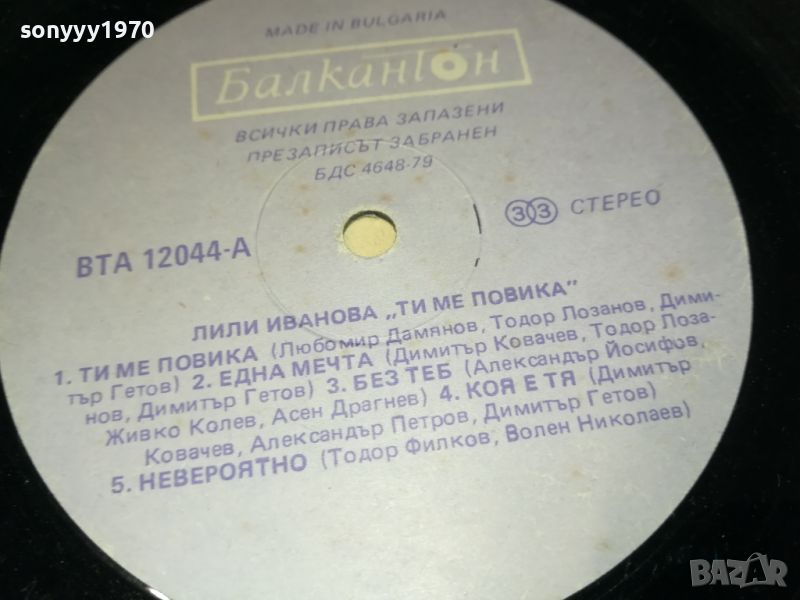 sonyyy1970
MADE IN BULGARIA
Балкантон
ВСИЧКИ ПРАВА ЗАПАЗЕНИ
ПРЕЗАПИСЪТ ЗАБРАНЕН
БДС 4648-79
33 СТЕРЕО
ВТА 12044-А
ЛИЛИ ИВАНОВА „ТИ МЕ ПОВИКА"
1. ТИ МЕ ПОВИКА (Любомир Дамянов, Тодор Лозанов, Дими-
тър Гетов) 2. ЕДНА МЕЧТА (Димитър Ковачев, Тодор Лоза-
нов, Димитър Гетов) 3. БЕЗ ТЕБ (Александър Йосифов,
Живко Колев, Асен Драгнев) 4. КОЯ Е ТЯ (Димитър
Ковачев, Александър Петров, Димитър Гетов)
5. НЕВЕРОЯТНО (Тодор Филков, Волен Николаев)
BAZAR